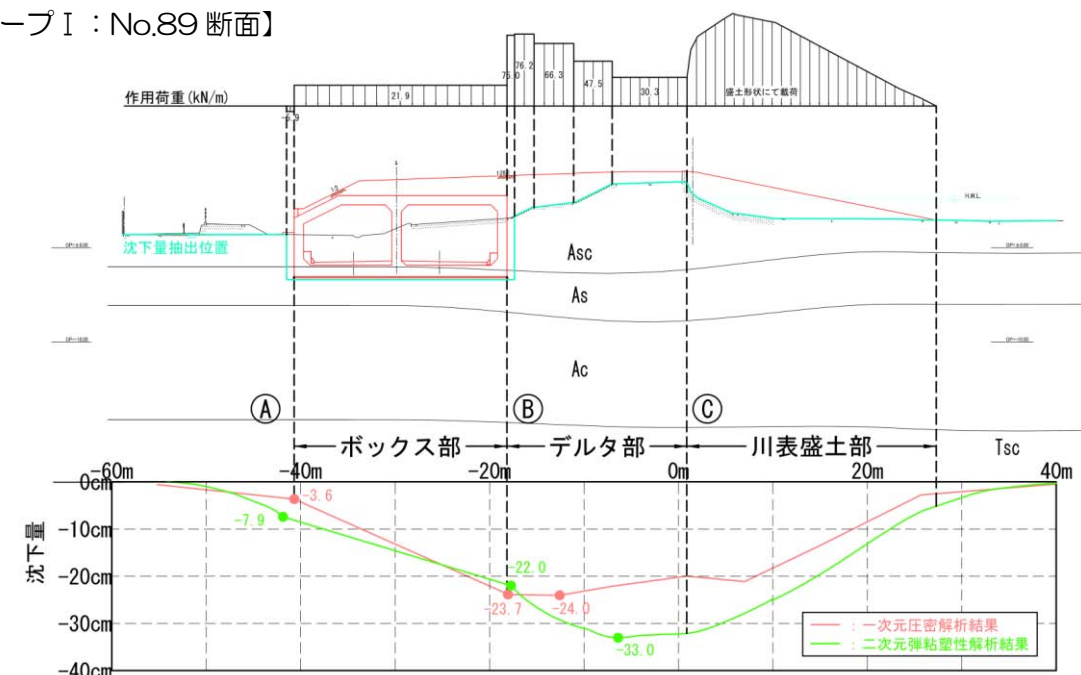 ープⅠ：No.89 断面】
作用荷重(kN/m)
21.9
75.0
76.2
66.3
47.5
30.3
盛土形状にて載荷
沈下量抽出位置
H.W.L
Asc
As
Ac
Ⓐ
Ⓑ
Ⓒ
ボックス部
デルタ部
川表盛土部
Tsc
-60m
-40m
-20m
0m
20m
40m
沈下量
0cm
-10cm
-20cm
-30cm
-40cm
-3.6
-7.9
-22.0
-23.7
-24.0
-33.0
：一次元圧密解析結果
：二次元弾粘塑性解析結果